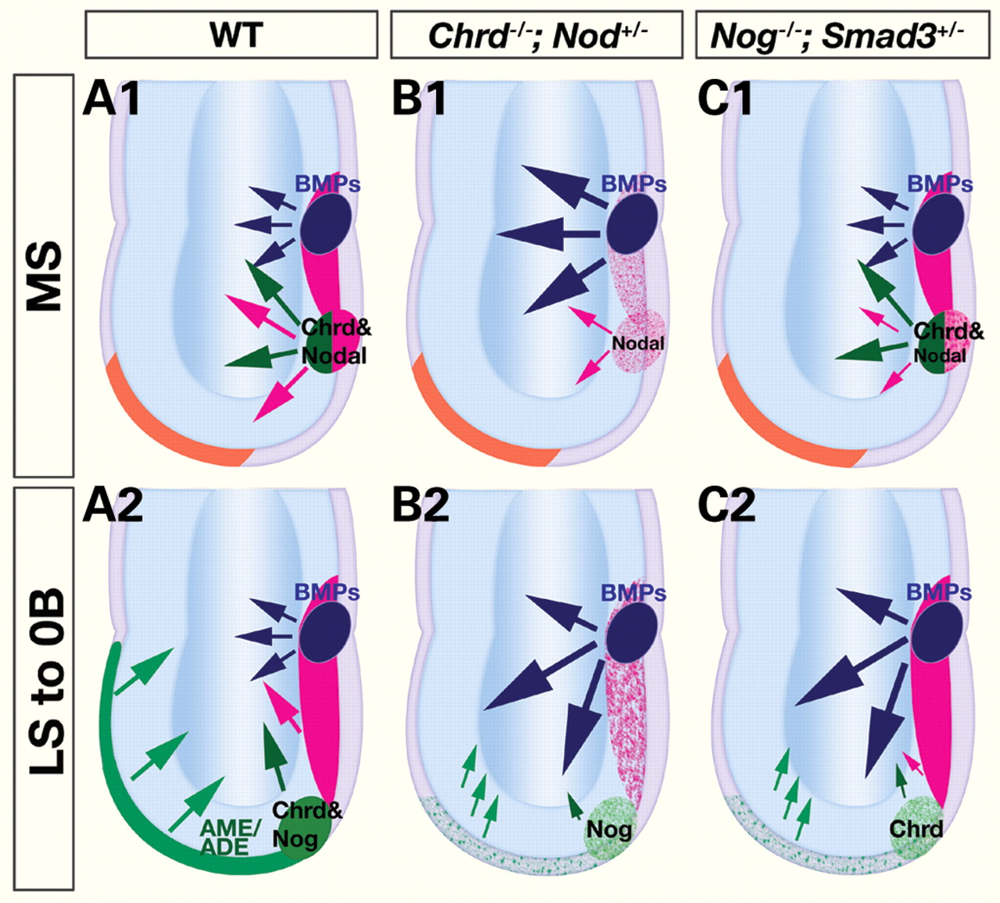 WT
Chrd-/-; Nod+/-
Nog-/-; Smad3+/-
MS
A1
BMPs
Chrd&
Nodal
B1
BMPs
Nodal
C1
BMPs
Chrd&
Nodal
LS to 0B
A2
BMPs
AME/
ADE
Chrd&
Nog
B2
BMPs
Nog
C2
BMPs
Chrd